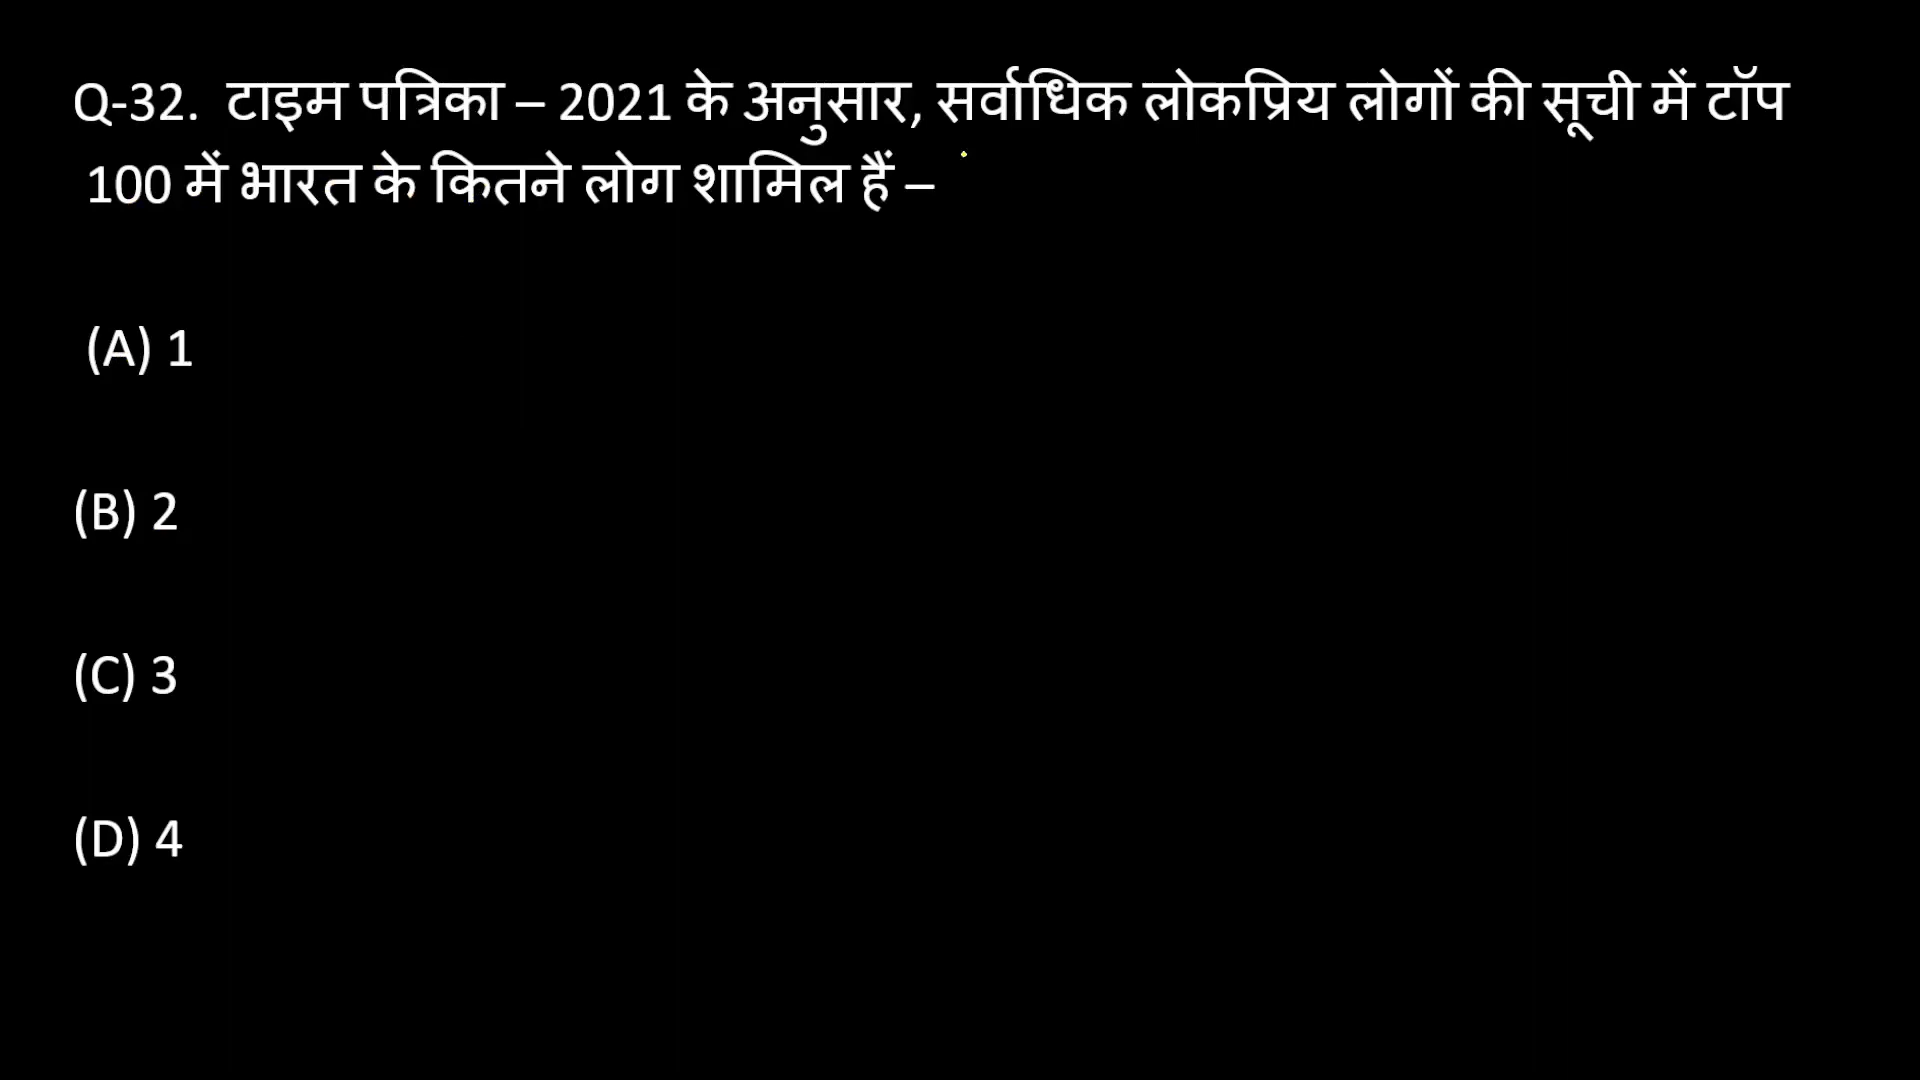 Q-32. टाइम पत्रिका – 2021 के अनुसार, सर्वाधिक लोकप्रिय लोगों की सूची में टॉप
100 में भारत के कितने लोग शामिल हैं –
(A) 1
(B) 2
(C) 3
(D) 4